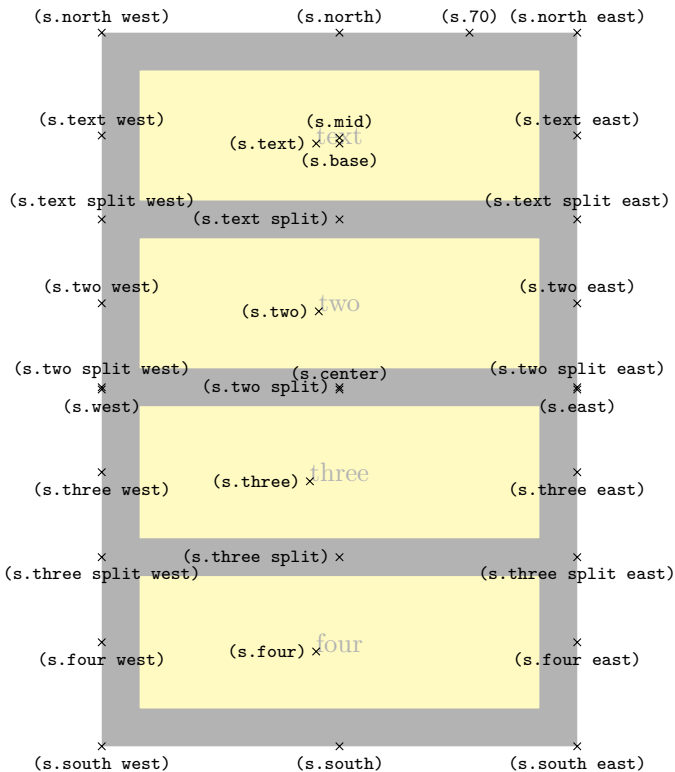 (s.north west) (s.north) (s.70) (s.north east)
(s.text west) (s.mid) (s.text east)
(s.text) text
(s.base)
(s.text split west) (s.text split) (s.text split east)
(s.two west) (s.two east)
(s.two) two
(s.two split west) (s.center) (s.two split east)
(s.two split)
(s.west) (s.east)
(s.three) three
(s.three west) (s.three east)
(s.three split)
(s.three split west) (s.three split east)
(s.four) four
(s.four west) (s.four east)
(s.south west) (s.south) (s.south east)